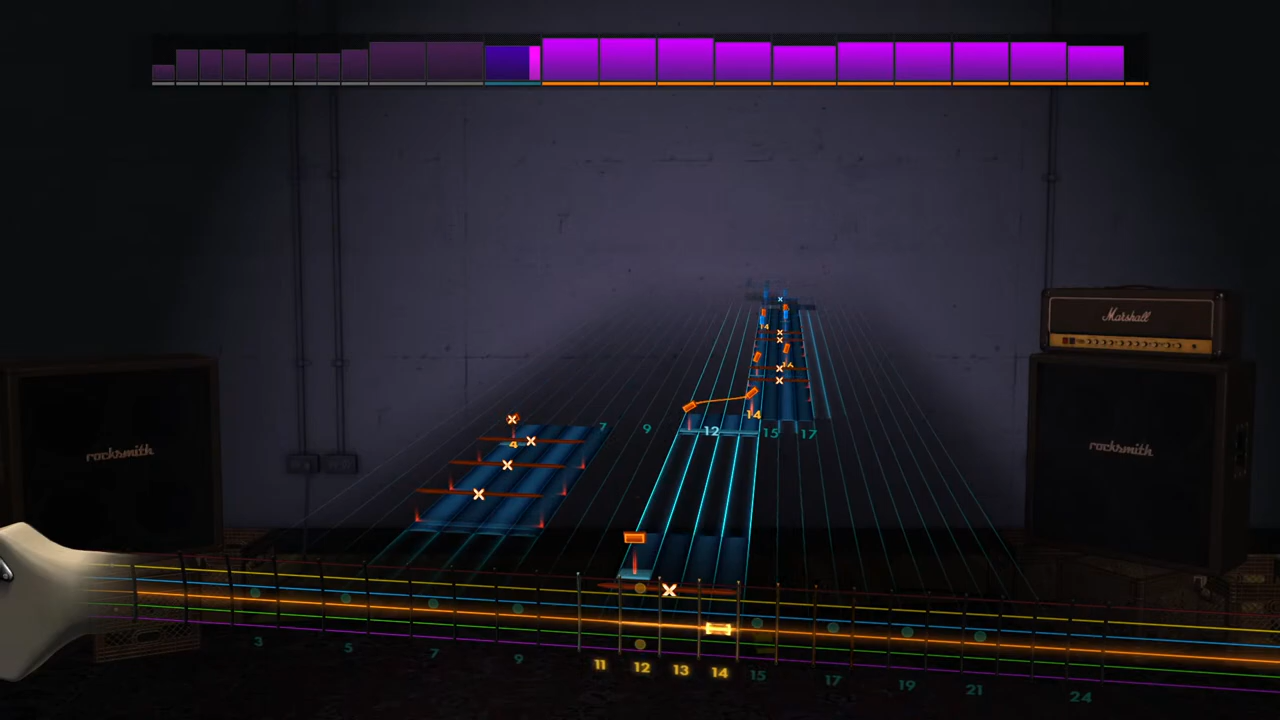 Marshall
rocksmith
rocksmith
14
16
14
7 9 12 15 17
4
3 5 7 9 11 12 13 14 15 17 19 21 24